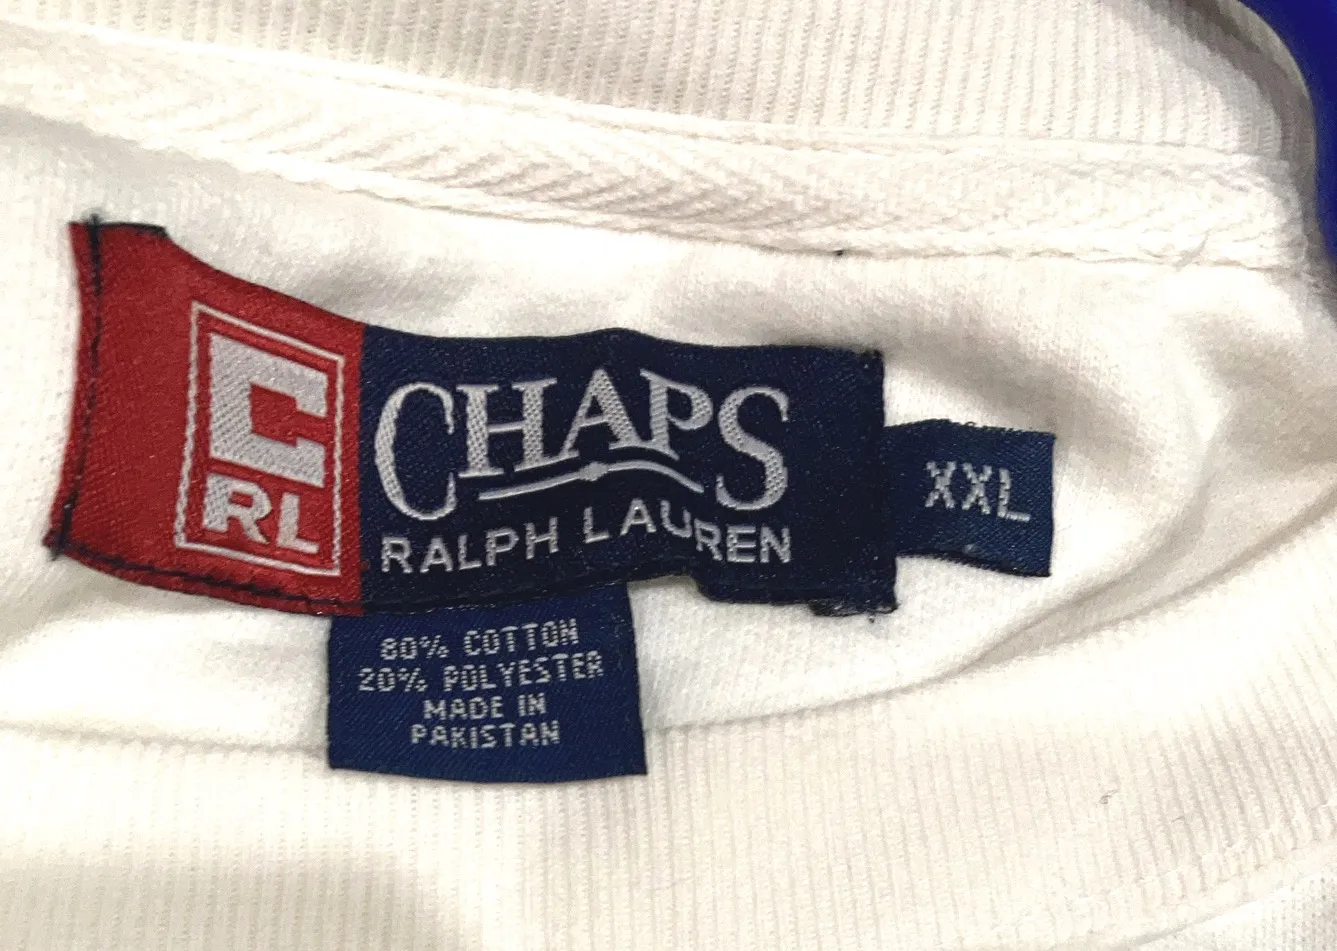 C
RL
CHAPS
RALPH LAUREN
XXL
80% COTTON
20% POLYESTER
MADE IN
PAKISTAN